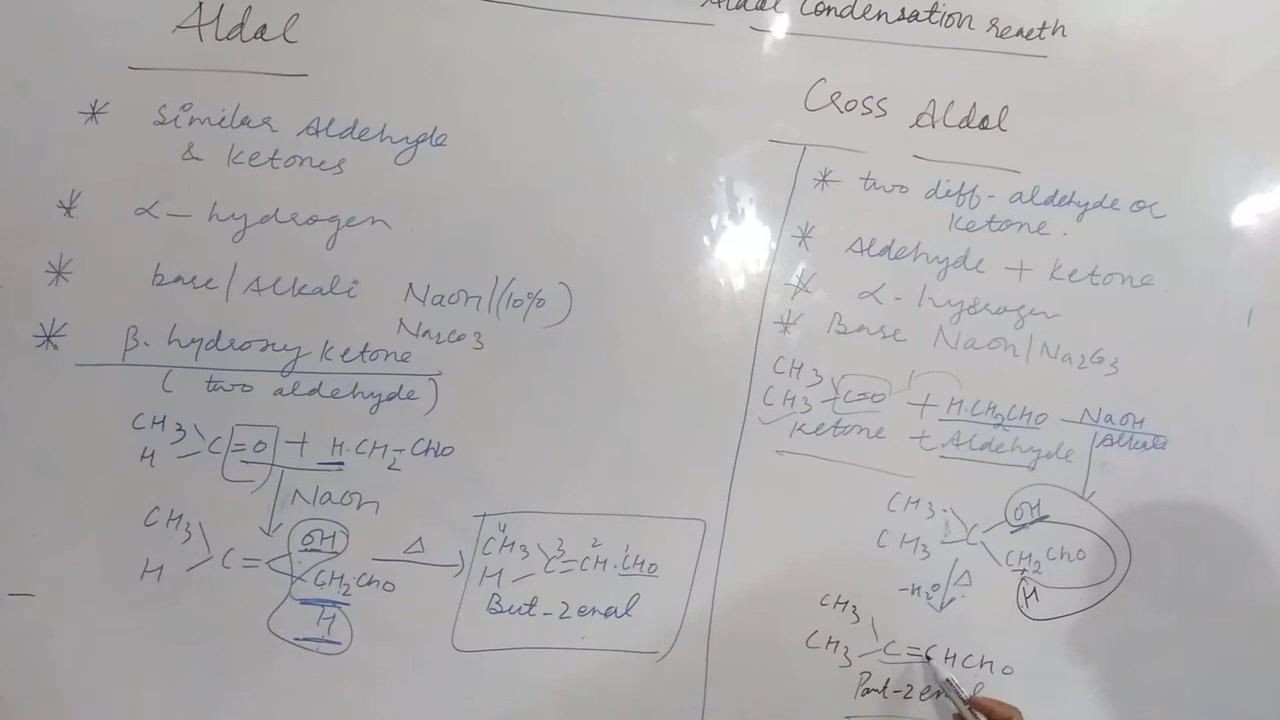 Aldol Condensation reacth
Aldal
* Similar Aldehyde
& Ketones
* α-hydrogen
* base/Alkali NaOH/(10%)
Na2CO3
* β-hydroxy Ketone
( two aldehyde )
CH3
H C=O + H.CH2-CHO
NaOH
CH3
H C= OH
CH2CHO
H
Δ
4 3 2 1
CH3
H C=CH.CHO
But-2enal
Cross Aldol
* two diff- aldehyde or
Ketone.
* Aldehyde + Ketone
* α-hydrogen
* Base NaOH/Na2CO3
CH3
CH3 C=O + H.CH2CHO NaOH
Ketone + Aldehyde Alkali
CH3
CH3 C OH
CH2CHO
H
-H2O Δ
CH3
CH3 C=CHCHO